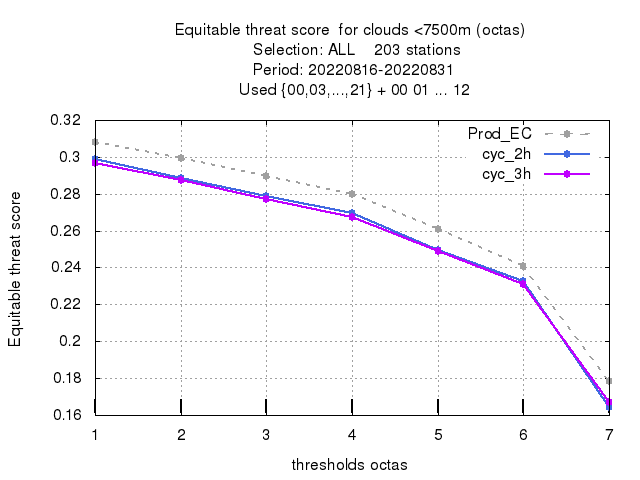 Equitable threat score  for clouds <7500m (octas)
Selection: ALL    203 stations
Period: 20220816-20220831
Used {00,03,...,21} + 00 01 ... 12
Prod_EC
cyc_2h
cyc_3h
Equitable threat score
0.32
0.3
0.28
0.26
0.24
0.22
0.2
0.18
0.16
1 2 3 4 5 6 7
thresholds octas